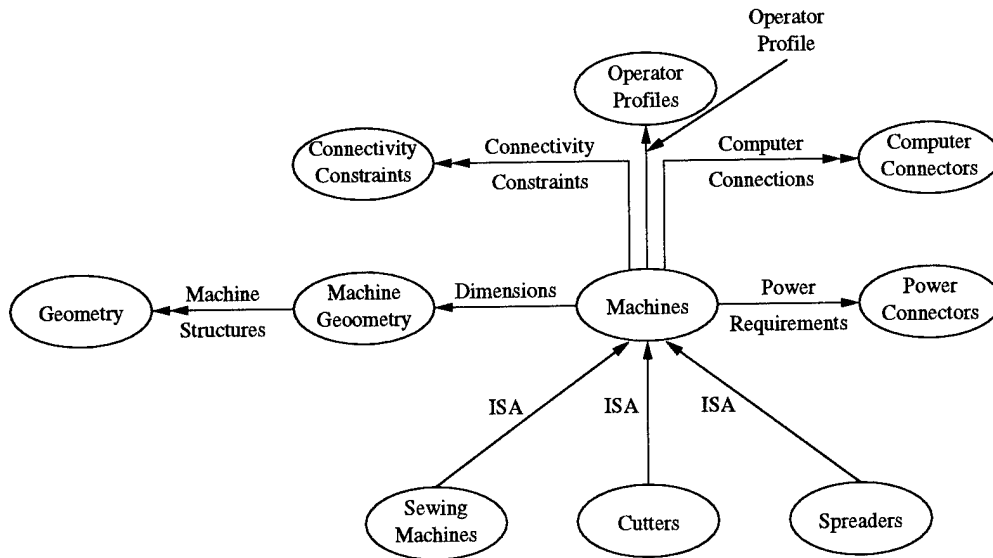 Operator
Profile
Operator
Profiles
Connectivity
Constraints
Connectivity
Constraints
Computer
Connections
Computer
Connectors
Geometry
Machine
Structures
Machine
Geoometry
Dimensions
Machines
Power
Requirements
Power
Connectors
ISA
ISA
ISA
Sewing
Machines
Cutters
Spreaders